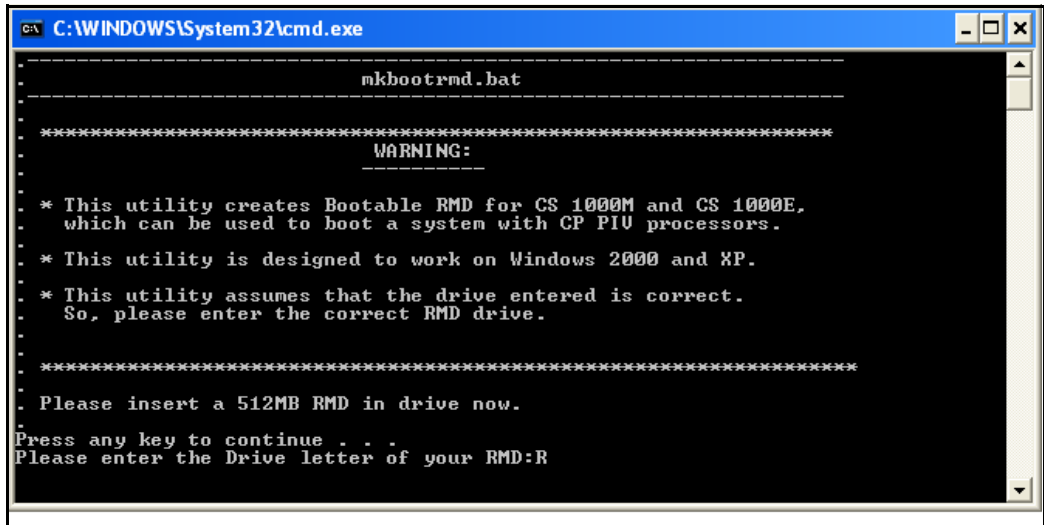 C:\WINDOWS\System32\cmd.exe
.-------------------------------------------------------------------
. mkbootrmd.bat
.-------------------------------------------------------------------
.
. *****************************************************************
. WARNING:
. ----------
.
. * This utility creates Bootable RMD for CS 1000M and CS 1000E,
. which can be used to boot a system with CP PIV processors.
.
. * This utility is designed to work on Windows 2000 and XP.
.
. * This utility assumes that the drive entered is correct.
. So, please enter the correct RMD drive.
.
.
. *******************************************************************
.
. Please insert a 512MB RMD in drive now.
.
Press any key to continue . . .
Please enter the Drive letter of your RMD:R